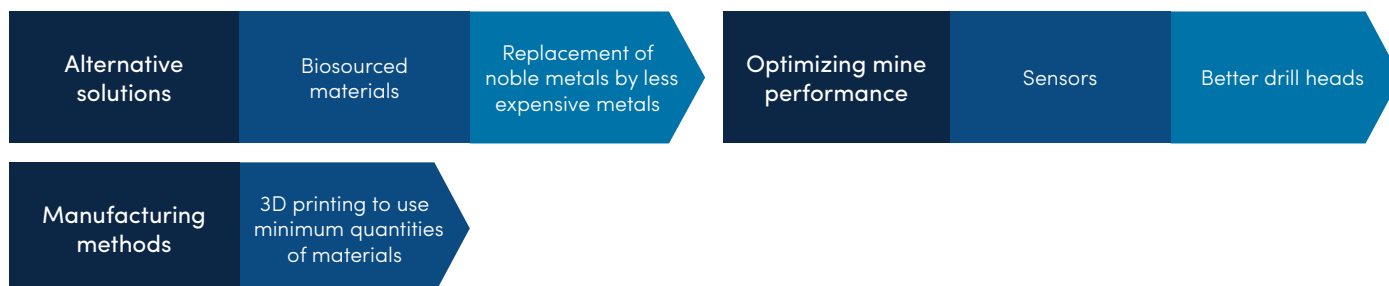 Alternative
solutions
Biosourced
materials
Replacement of
noble metals by less
expensive metals
Optimizing mine
performance
Sensors
Better drill heads
Manufacturing
methods
3D printing to use
minimum quantities
of materials